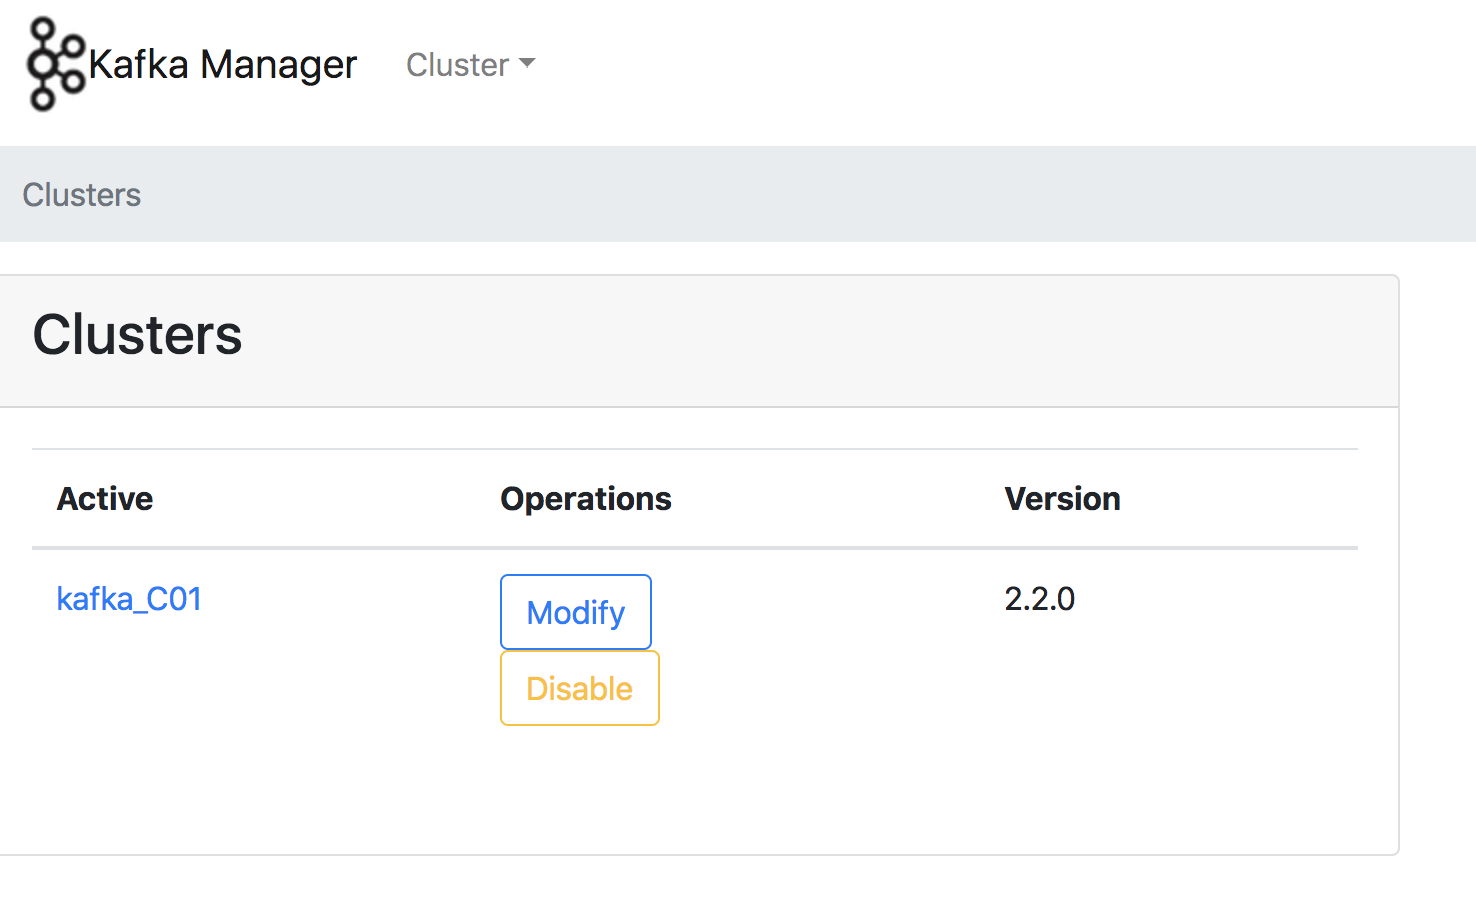 Kafka Manager Cluster
Clusters
Clusters
Active Operations Version
kafka_C01 Modify 2.2.0
Disable